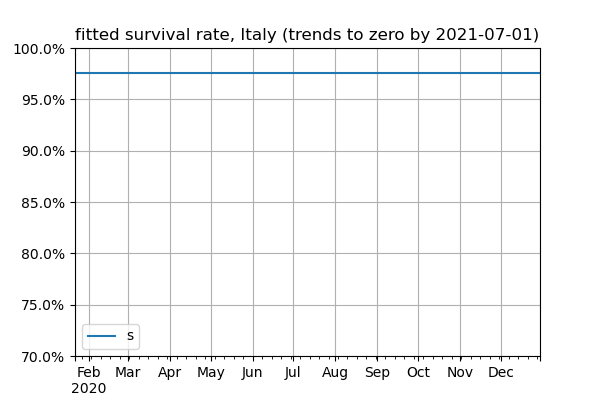 fitted survival rate, Italy (trends to zero by 2021-07-01)
100.0%
95.0%
90.0%
85.0%
80.0%
75.0%
70.0%
s
Feb Mar Apr May Jun Jul Aug Sep Oct Nov Dec
2020